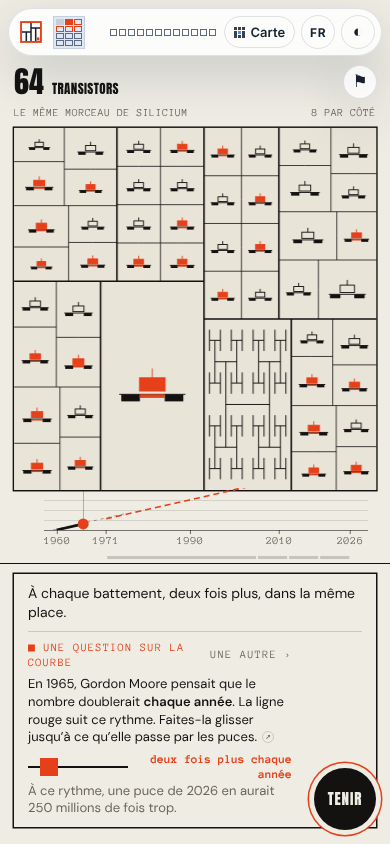 Carte
FR
64 TRANSISTORS
LE MÊME MORCEAU DE SILICIUM
8 PAR CÔTÉ
1960 1971 1990 2010 2026
À chaque battement, deux fois plus, dans la même
place.
UNE QUESTION SUR LA
COURBE
UNE AUTRE ›
En 1965, Gordon Moore pensait que le
nombre doublerait chaque année. La ligne
rouge suit ce rythme. Faites-la glisser
jusqu’à ce qu’elle passe par les puces.
deux fois plus chaque
année
À ce rythme, une puce de 2026 en aurait
250 millions de fois trop.
TENIR